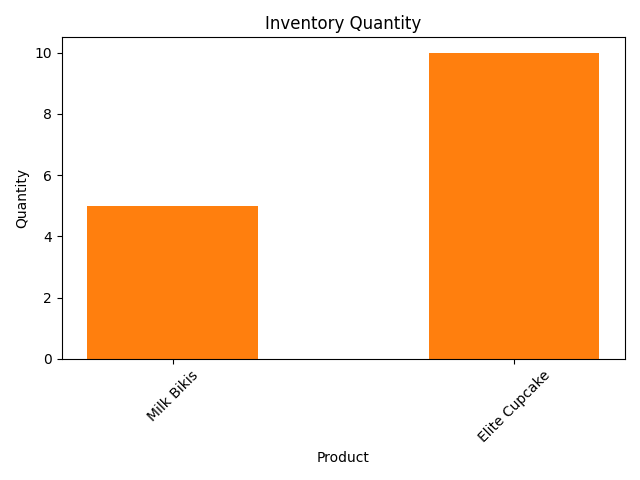 Inventory Quantity
Quantity
10
8
6
4
2
0
Milk Bikis
Elite Cupcake
Product